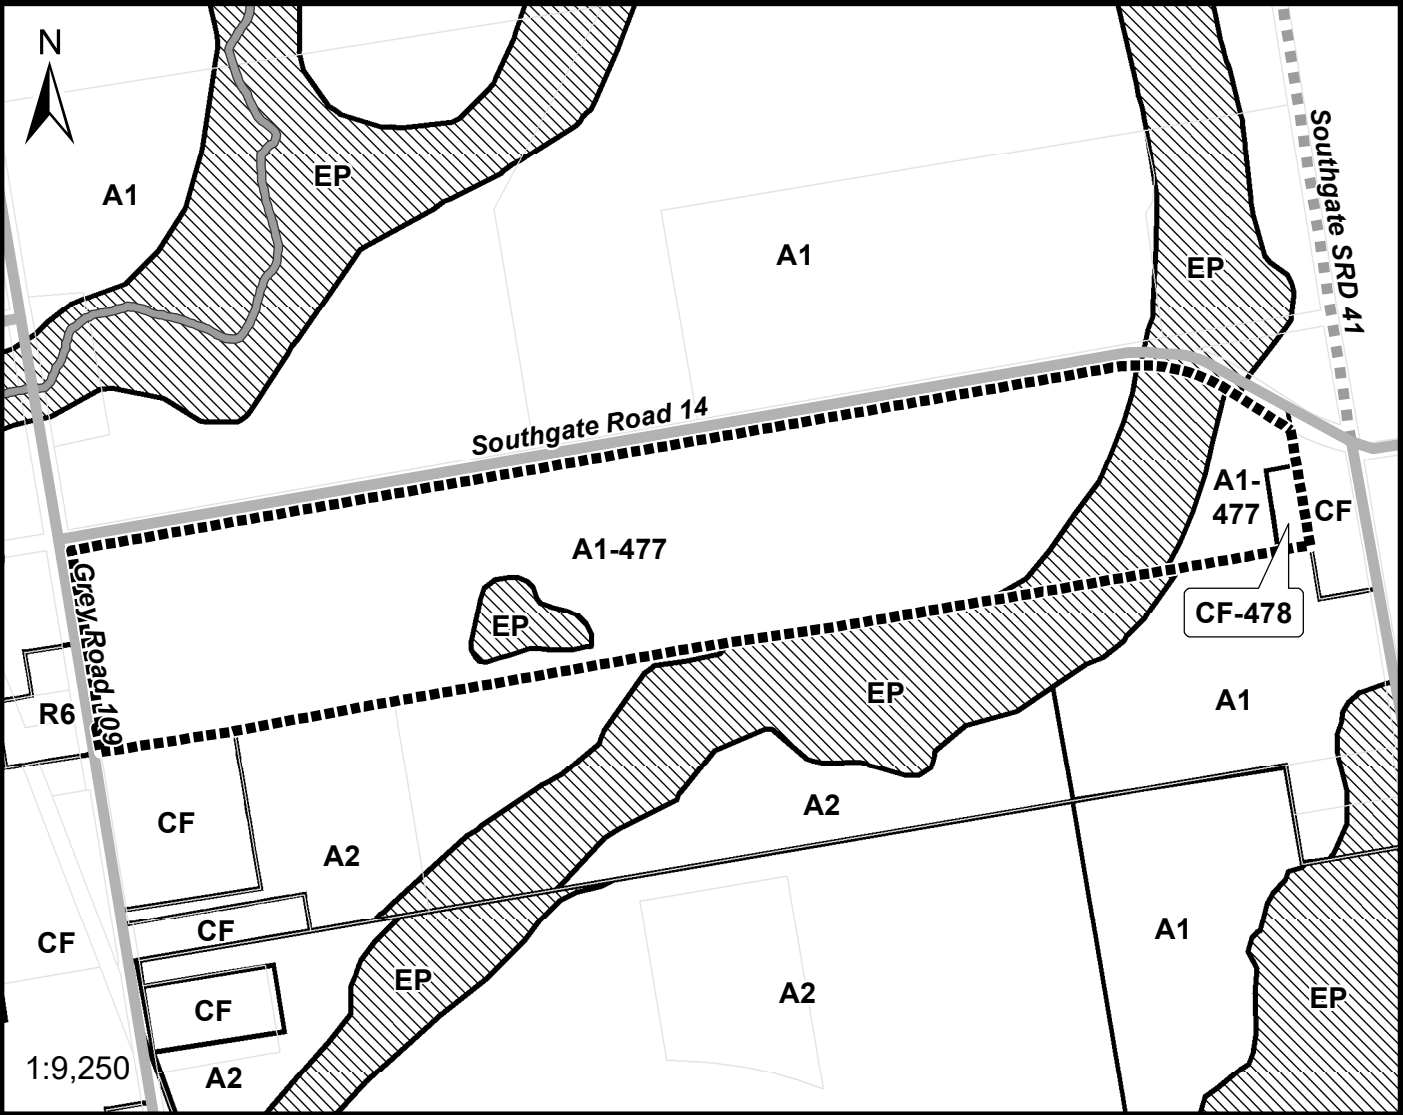 N
A1
EP
A1
EP
Southgate SRD 41
Southgate Road 14
A1-
477
CF
A1-477
Grey Road 109
EP
CF-478
R6
EP
A1
A2
CF
A2
CF
CF
A1
EP
A2
EP
CF
1:9,250
A2